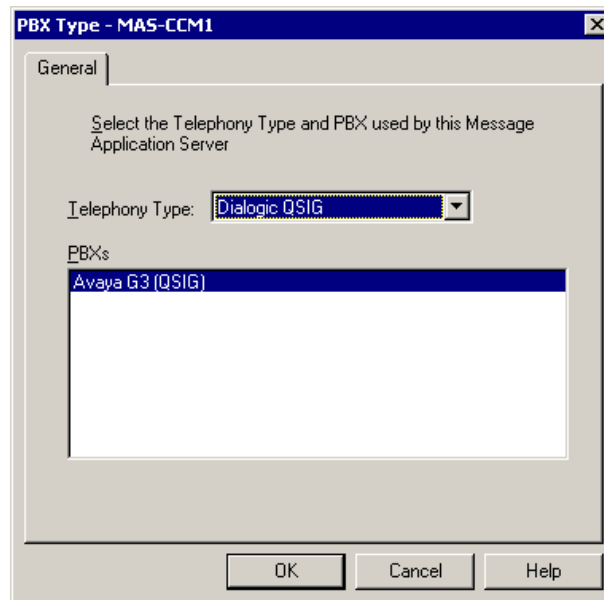 PBX Type - MAS-CCM1
General
Select the Telephony Type and PBX used by this Message
Application Server
Telephony Type: Dialogic QSIG
PBXs
Avaya G3 (QSIG)
OK Cancel Help